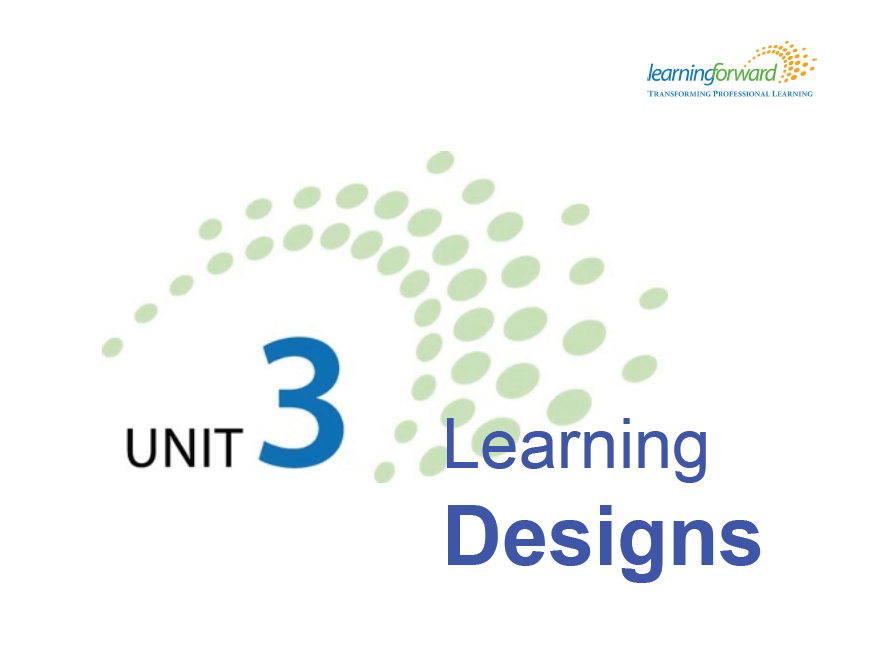 learningforward
TRANSFORMING PROFESSIONAL LEARNING
UNIT 3
Learning
Designs